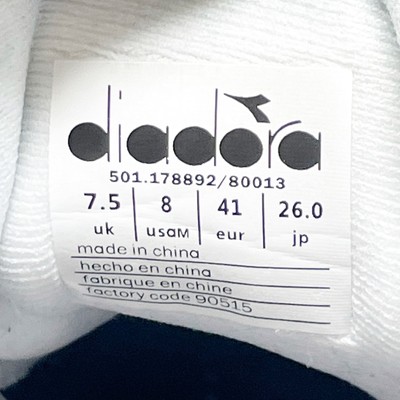 diadora
501.178892/80013
7.5 8 41 26.0
uk usaM eur jp
made in china
hecho en china
fabrique en chine
factory code 90515